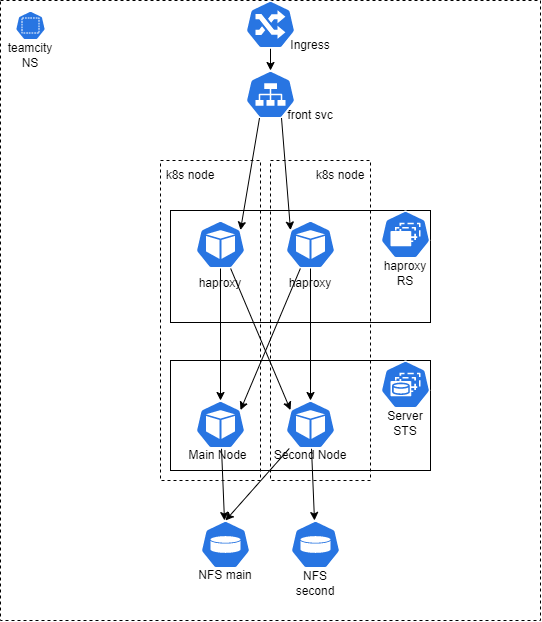 teamcity
NS
Ingress
front svc
k8s node
k8s node
haproxy
haproxy
haproxy
RS
Server
STS
Main Node
Second Node
NFS main
NFS
second